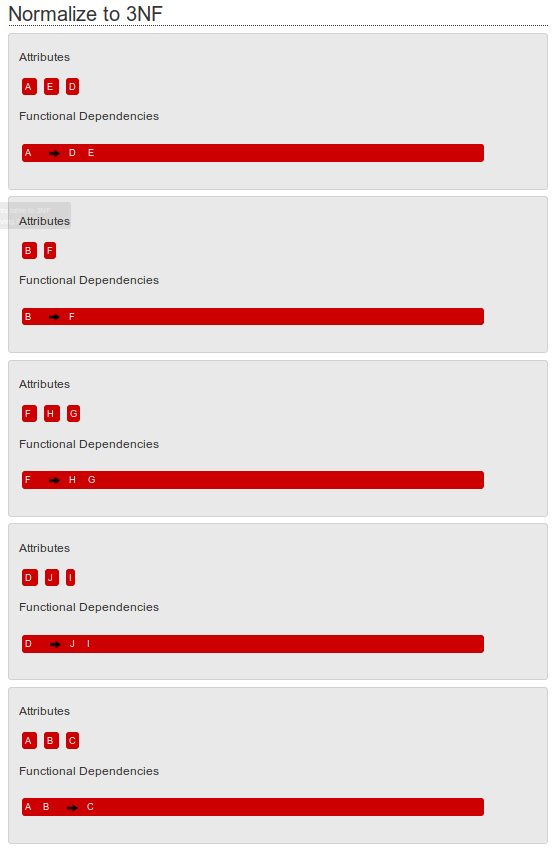 Normalize to 3NF
Attributes
A E D
Functional Dependencies
A → D E
Attributes
B F
Functional Dependencies
B → F
Attributes
F H G
Functional Dependencies
F → H G
Attributes
D J I
Functional Dependencies
D → J I
Attributes
A B C
Functional Dependencies
A B → C